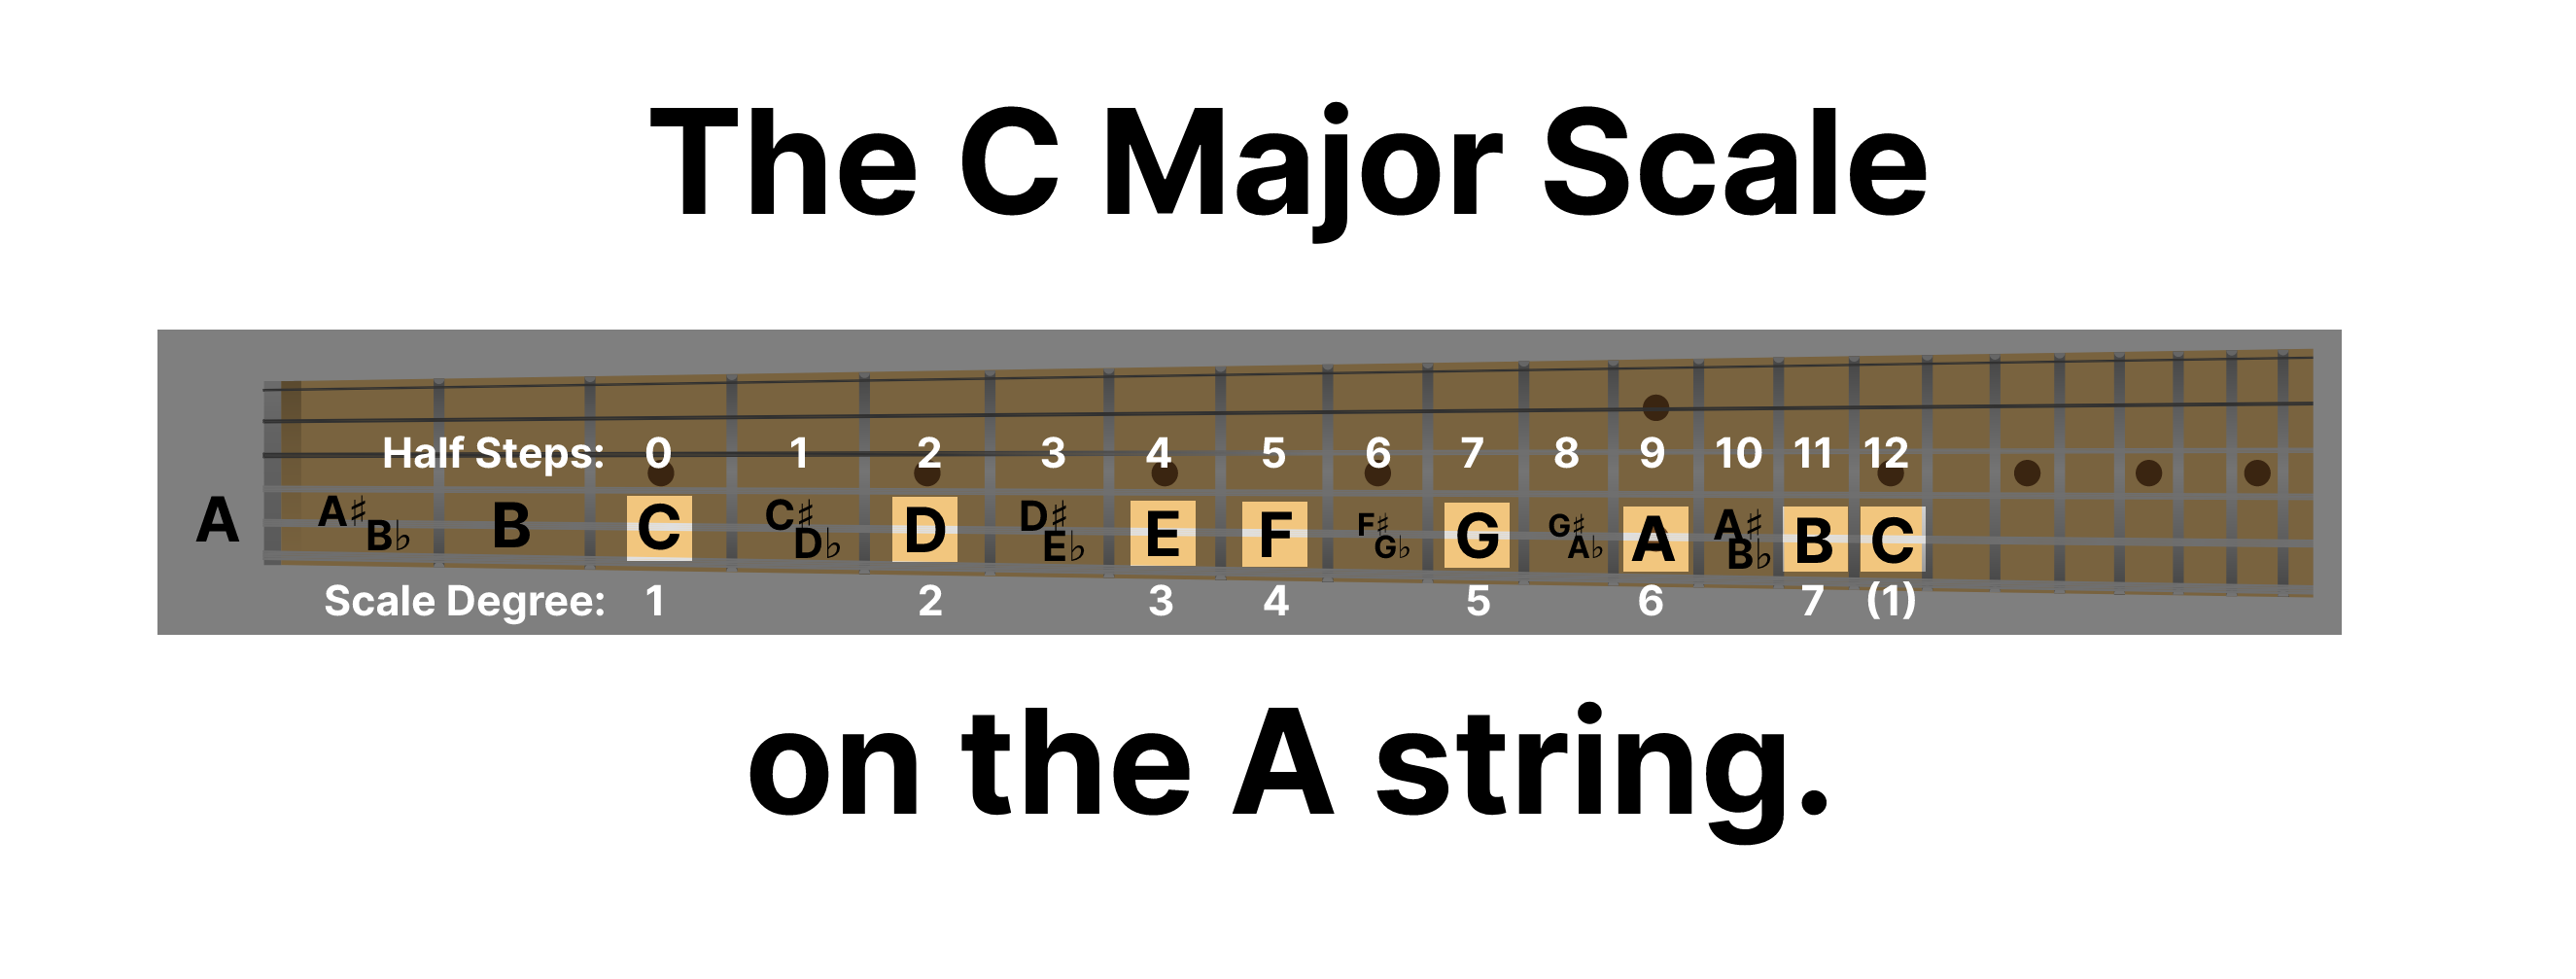 The C Major Scale
Half Steps: 0 1 2 3 4 5 6 7 8 9 10 11 12
A A♯ B♭ B C C♯ D♭ D D♯ E♭ E F F♯ G♭ G G♯ A♭ A A♯ B♭ B C
Scale Degree: 1 2 3 4 5 6 7 (1)
on the A string.